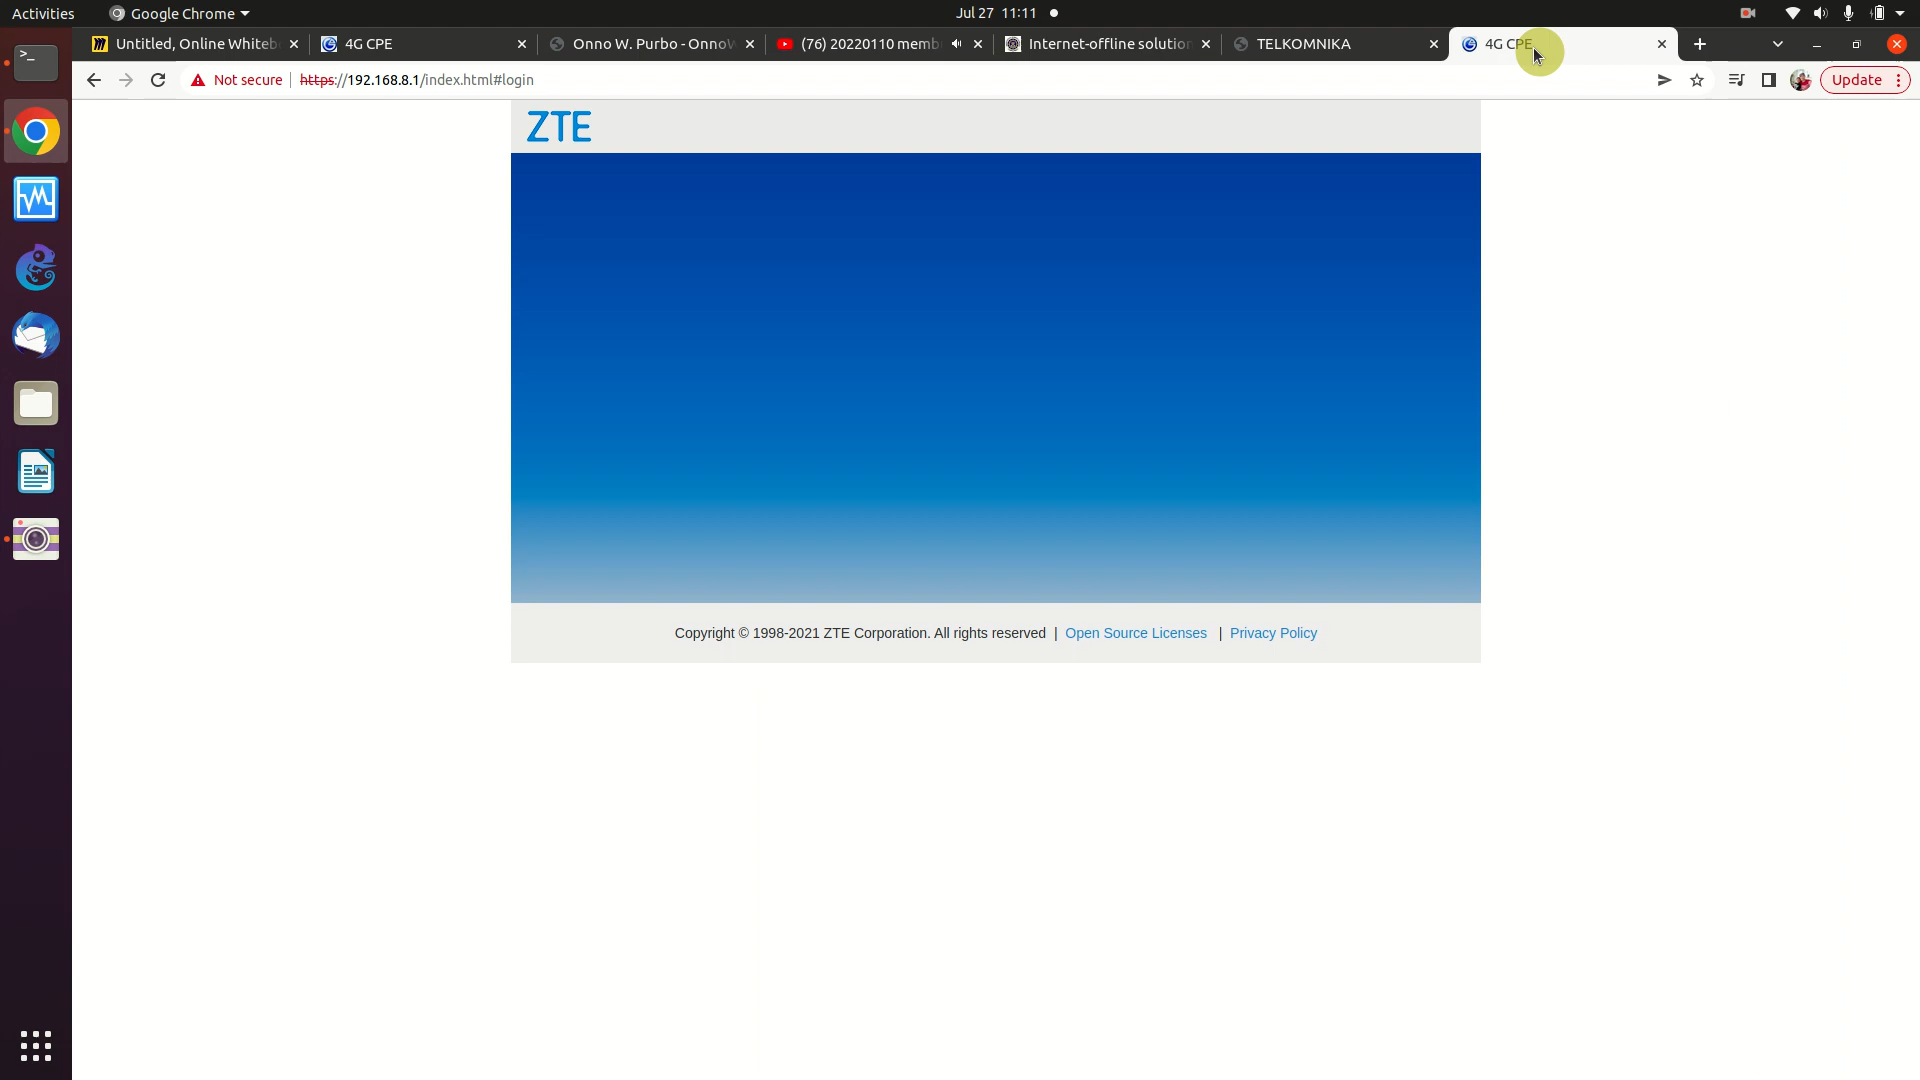 Activities
Google Chrome
Jul 27 11:11
Untitled, Online Whiteb
4G CPE
Onno W. Purbo - OnnoW
(76) 20220110 memb
Internet-offline solution
TELKOMNIKA
4G CPE
Not secure
https://192.168.8.1/index.html#login
Update
ZTE
Copyright © 1998-2021 ZTE Corporation. All rights reserved | Open Source Licenses | Privacy Policy